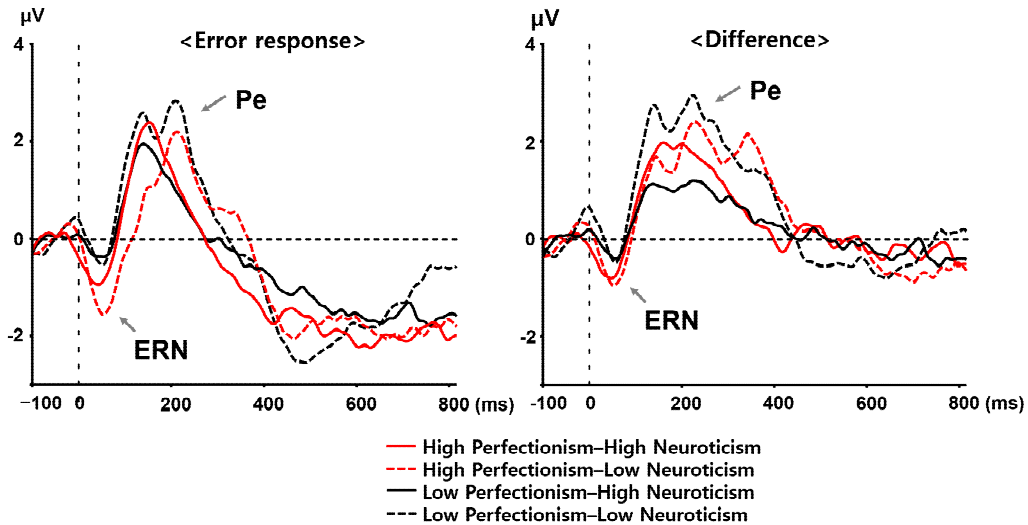 μV
<Error response>
4
2
0
-2
Pe
ERN
−100 0 200 400 600 800 (ms)
μV
<Difference>
4
2
0
-2
Pe
ERN
-100 0 200 400 600 800 (ms)
High Perfectionism–High Neuroticism
High Perfectionism–Low Neuroticism
Low Perfectionism–High Neuroticism
Low Perfectionism–Low Neuroticism